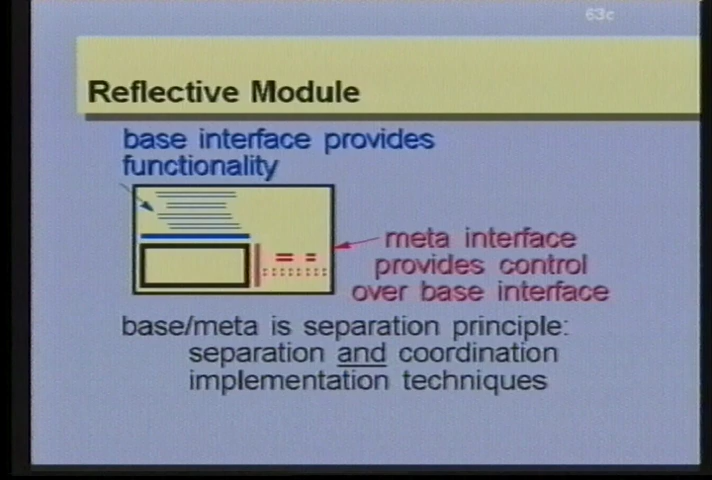 63c
Reflective Module
base interface provides
functionality
meta interface
provides control
over base interface
base/meta is separation principle:
separation and coordination
implementation techniques